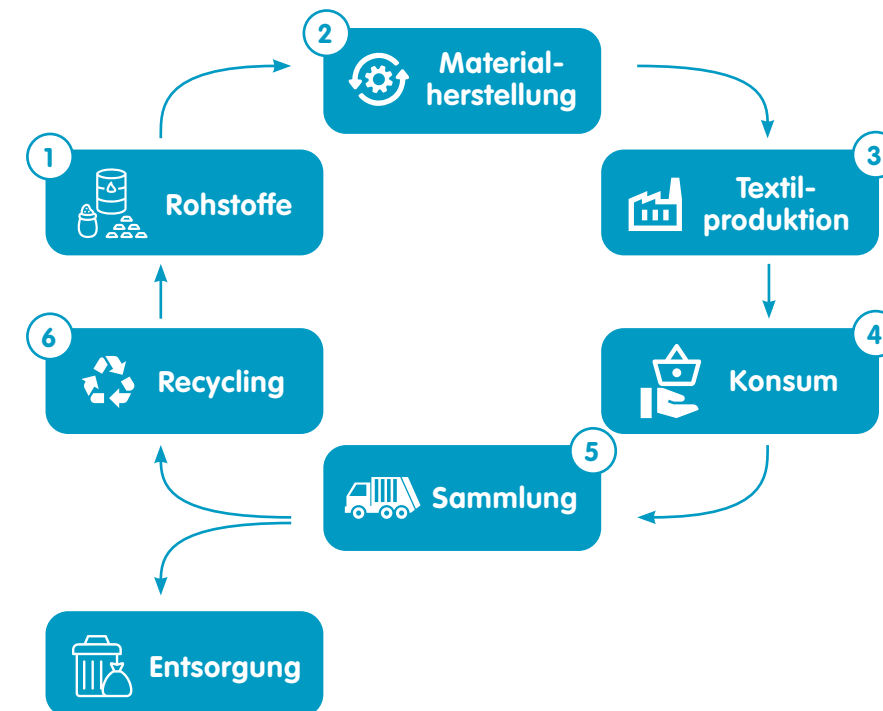 1
Rohstoffe
2
Material-
herstellung
3
Textil-
produktion
4
Konsum
5
Sammlung
6
Recycling
Entsorgung